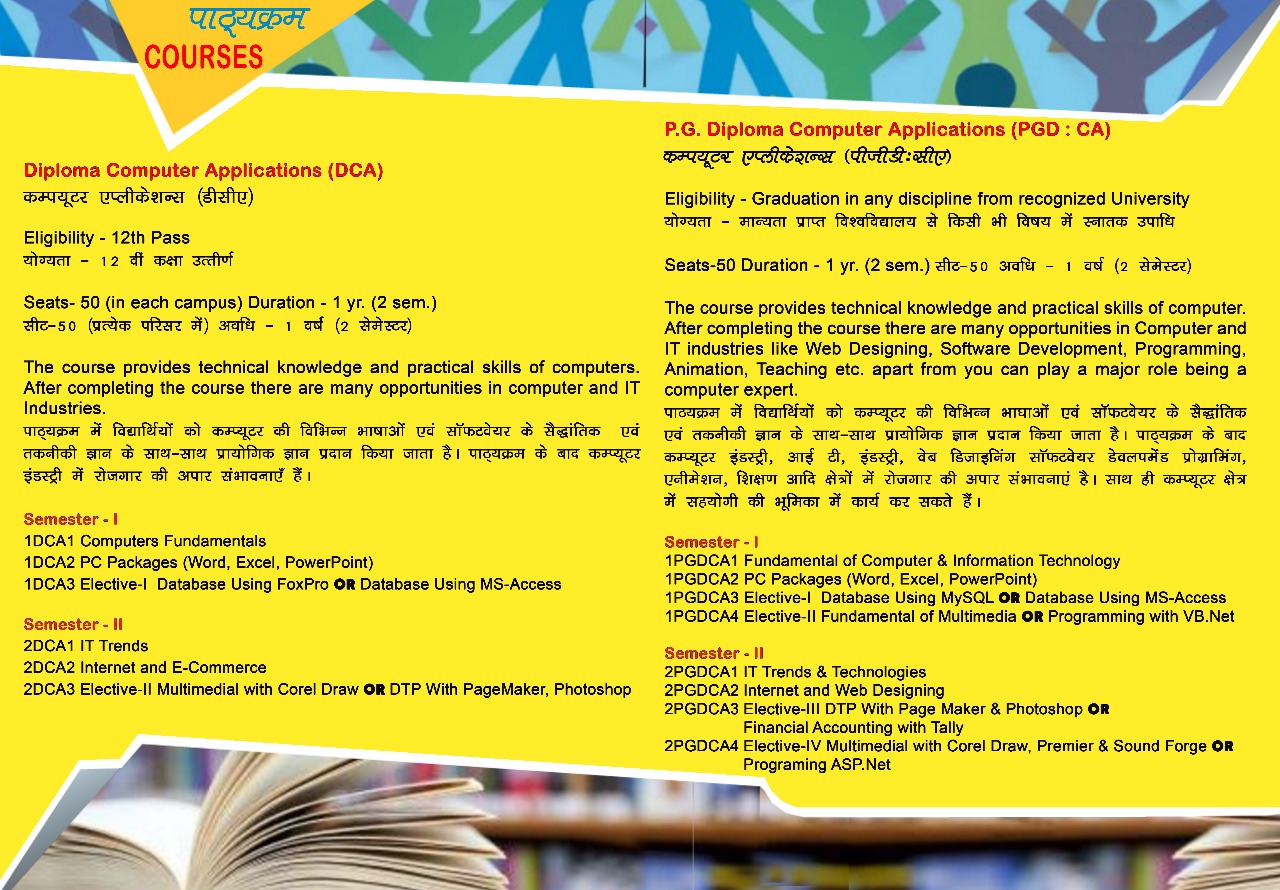 पाठ्यक्रम
COURSES
Diploma Computer Applications (DCA)
कम्पयूटर एप्लीकेशन्स (डीसीए)
Eligibility - 12th Pass
योग्यता – 12 वीं कक्षा उत्तीर्ण
Seats- 50 (in each campus) Duration - 1 yr. (2 sem.)
सीट–50 (प्रत्येक परिसर में) अवधि – 1 वर्ष (2 सेमेस्टर)
The course provides technical knowledge and practical skills of computers.
After completing the course there are many opportunities in computer and IT
Industries.
पाठ्यक्रम में विद्यार्थियों को कम्प्यूटर की विभिन्न भाषाओं एवं सॉफटवेयर के सैद्धांतिक एवं
तकनीकी ज्ञान के साथ–साथ प्रायोगिक ज्ञान प्रदान किया जाता है। पाठ्यक्रम के बाद कम्प्यूटर
इंडस्ट्री में रोजगार की अपार संभावनाएँ हैं।
Semester - I
1DCA1 Computers Fundamentals
1DCA2 PC Packages (Word, Excel, PowerPoint)
1DCA3 Elective-I Database Using FoxPro OR Database Using MS-Access
Semester - II
2DCA1 IT Trends
2DCA2 Internet and E-Commerce
2DCA3 Elective-II Multimedial with Corel Draw OR DTP With PageMaker, Photoshop
P.G. Diploma Computer Applications (PGD : CA)
कम्पयूटर एप्लीकेशन्स (पीजीडी:सीए)
Eligibility - Graduation in any discipline from recognized University
योग्यता – मान्यता प्राप्त विश्वविद्यालय से किसी भी विषय में स्नातक उपाधि
Seats-50 Duration - 1 yr. (2 sem.) सीट–50 अवधि – 1 वर्ष (2 सेमेस्टर)
The course provides technical knowledge and practical skills of computer.
After completing the course there are many opportunities in Computer and
IT industries like Web Designing, Software Development, Programming,
Animation, Teaching etc. apart from you can play a major role being a
computer expert.
पाठयक्रम में विद्यार्थियों को कम्प्यूटर की विभिन्न भाघाओं एवं सॉफटवेयर के सैद्धांतिक
एवं तकनीकी ज्ञान के साथ–साथ प्रायोगिक ज्ञान प्रदान किया जाता है। पाठ्यक्रम के बाद
कम्प्यूटर इंडस्ट्री, आई टी, इंडस्ट्री, वेब डिजाइनिंग सॉफटवेयर डेवलपमेंड प्रोग्रामिंग,
एनीमेशन, शिक्षण आदि क्षेत्रों में रोजगार की अपार संभावनाएं है। साथ ही कम्प्यूटर क्षेत्र
में सहयोगी की भूमिका में कार्य कर सकते हैं।
Semester - I
1PGDCA1 Fundamental of Computer & Information Technology
1PGDCA2 PC Packages (Word, Excel, PowerPoint)
1PGDCA3 Elective-I Database Using MySQL OR Database Using MS-Access
1PGDCA4 Elective-II Fundamental of Multimedia OR Programming with VB.Net
Semester - II
2PGDCA1 IT Trends & Technologies
2PGDCA2 Internet and Web Designing
2PGDCA3 Elective-III DTP With Page Maker & Photoshop OR
Financial Accounting with Tally
2PGDCA4 Elective-IV Multimedial with Corel Draw, Premier & Sound Forge OR
Programing ASP.Net